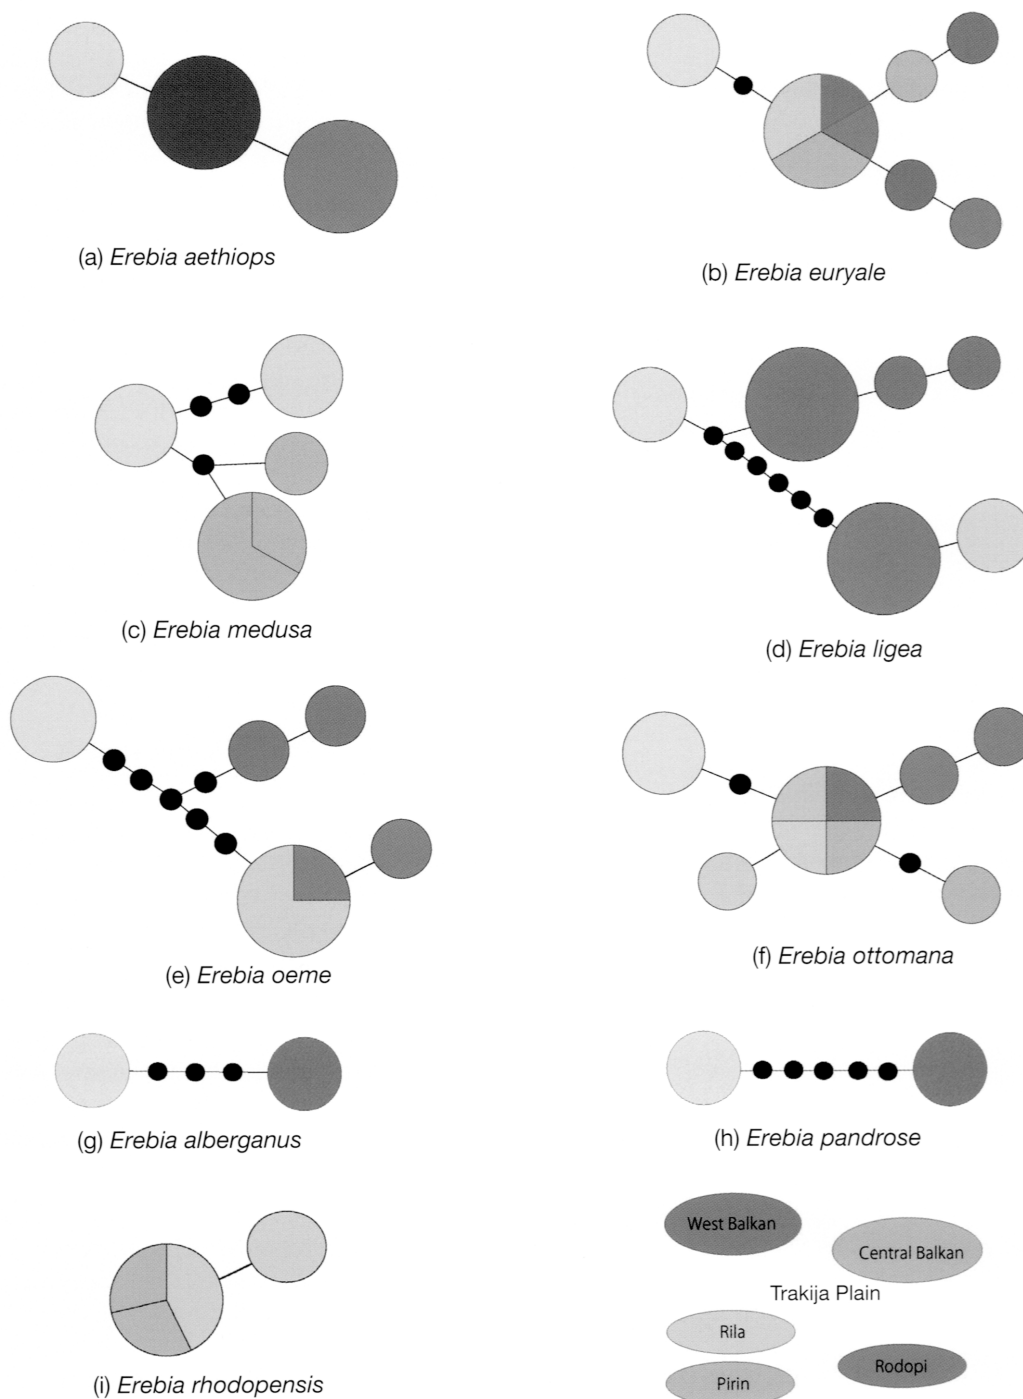 (a) Erebia aethiops
(b) Erebia euryale
(c) Erebia medusa
(d) Erebia ligea
(e) Erebia oeme
(f) Erebia ottomana
(g) Erebia alberganus
(h) Erebia pandrose
(i) Erebia rhodopensis
West Balkan
Central Balkan
Trakija Plain
Rila
Rodopi
Pirin